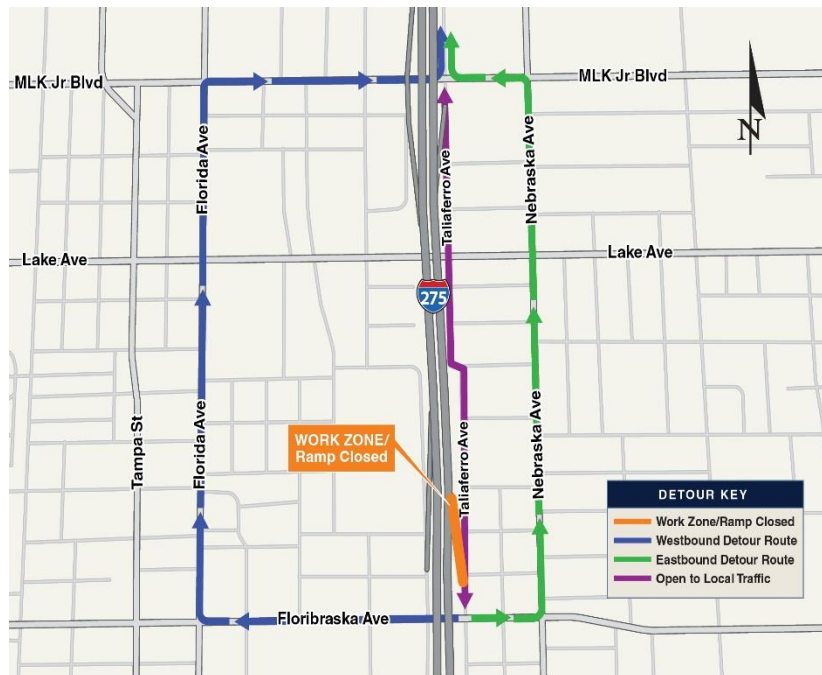 MLK Jr Blvd
MLK Jr Blvd
N
Florida Ave
Taliaferro Ave
Nebraska Ave
Lake Ave
Lake Ave
275
Tampa St
Florida Ave
WORK ZONE/
Ramp Closed
Taliaferro Ave
Nebraska Ave
DETOUR KEY
Work Zone/Ramp Closed
Westbound Detour Route
Eastbound Detour Route
Open to Local Traffic
Floribraska Ave